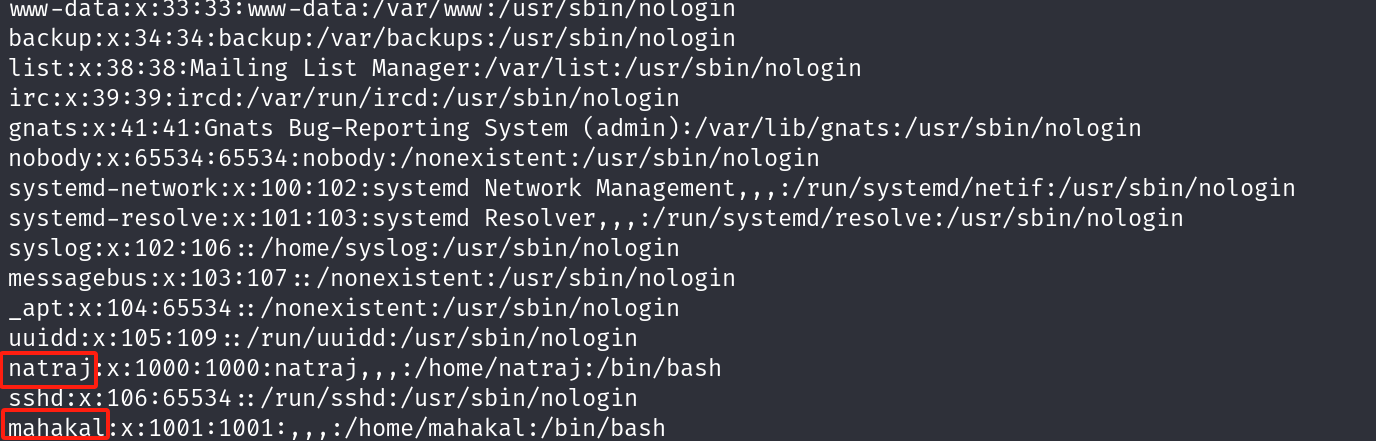 www-data:x:33:33:www-data:/var/www:/usr/sbin/nologin
backup:x:34:34:backup:/var/backups:/usr/sbin/nologin
list:x:38:38:Mailing List Manager:/var/list:/usr/sbin/nologin
irc:x:39:39:ircd:/var/run/ircd:/usr/sbin/nologin
gnats:x:41:41:Gnats Bug-Reporting System (admin):/var/lib/gnats:/usr/sbin/nologin
nobody:x:65534:65534:nobody:/nonexistent:/usr/sbin/nologin
systemd-network:x:100:102:systemd Network Management,,,:/run/systemd/netif:/usr/sbin/nologin
systemd-resolve:x:101:103:systemd Resolver,,,:/run/systemd/resolve:/usr/sbin/nologin
syslog:x:102:106::/home/syslog:/usr/sbin/nologin
messagebus:x:103:107::/nonexistent:/usr/sbin/nologin
_apt:x:104:65534::/nonexistent:/usr/sbin/nologin
uuidd:x:105:109::/run/uuidd:/usr/sbin/nologin
natraj:x:1000:1000:natraj,,,:/home/natraj:/bin/bash
sshd:x:106:65534::/run/sshd:/usr/sbin/nologin
mahakal:x:1001:1001:,,,:/home/mahakal:/bin/bash